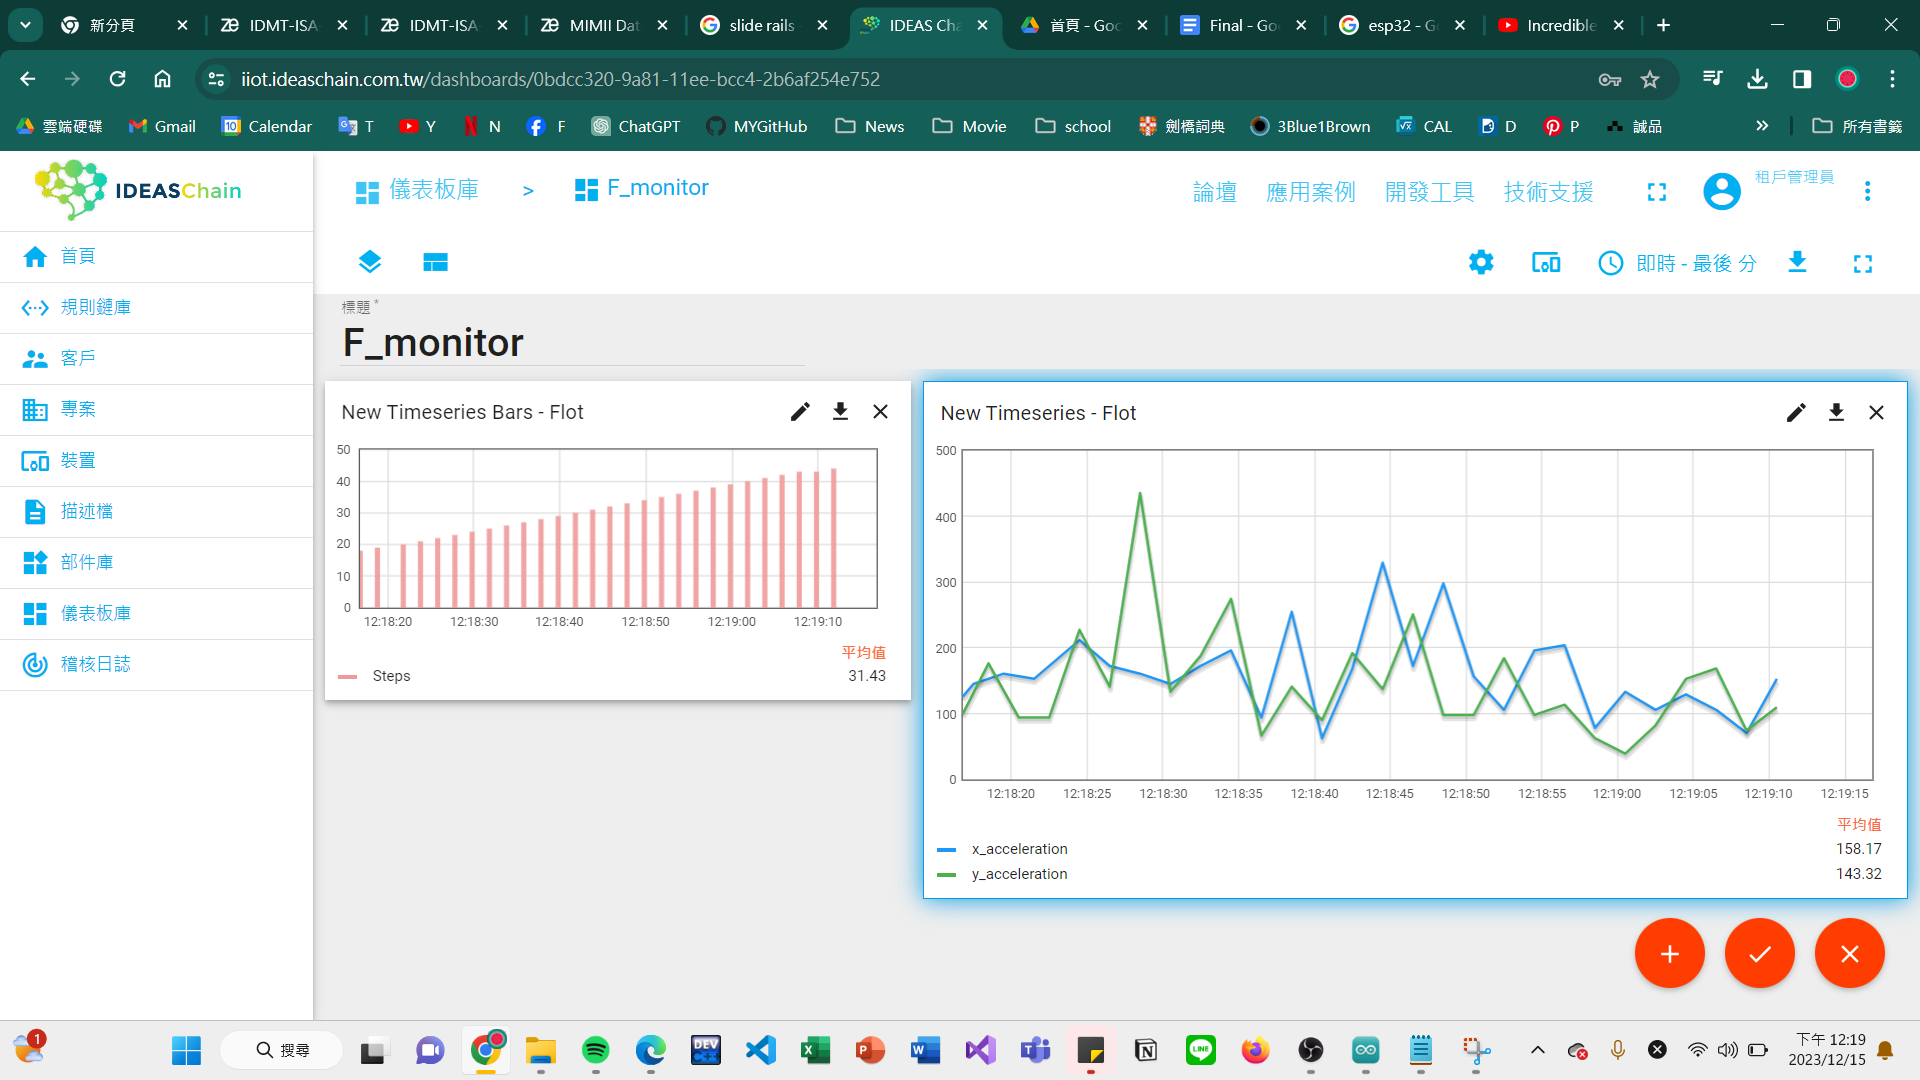 新分頁
IDMT-ISA
IDMT-ISA
MIMII Dat
slide rails
IDEAS Cha
首頁 - Goo
Final - Go
esp32 - G
Incredible
iiot.ideaschain.com.tw/dashboards/0bdcc320-9a81-11ee-bcc4-2b6af254e752
雲端硬碟
Gmail
Calendar
T
Y
N
F
ChatGPT
MYGitHub
News
Movie
school
劍橋詞典
3Blue1Brown
CAL
D
P
誠品
所有書籤
IDEASChain
儀表板庫 > F_monitor
論壇
應用案例
開發工具
技術支援
租戶管理員
首頁
規則鏈庫
客戶
專案
裝置
描述檔
部件庫
儀表板庫
稽核日誌
即時 - 最後 分
標題 *
F_monitor
New Timeseries Bars - Flot
50
40
30
20
10
0
12:18:20 12:18:30 12:18:40 12:18:50 12:19:00 12:19:10
平均值
Steps 31.43
New Timeseries - Flot
500
400
300
200
100
0
12:18:20 12:18:25 12:18:30 12:18:35 12:18:40 12:18:45 12:18:50 12:18:55 12:19:00 12:19:05 12:19:10 12:19:15
平均值
x_acceleration 158.17
y_acceleration 143.32
1
搜尋
DEV
C++
LINE
下午 12:19
2023/12/15